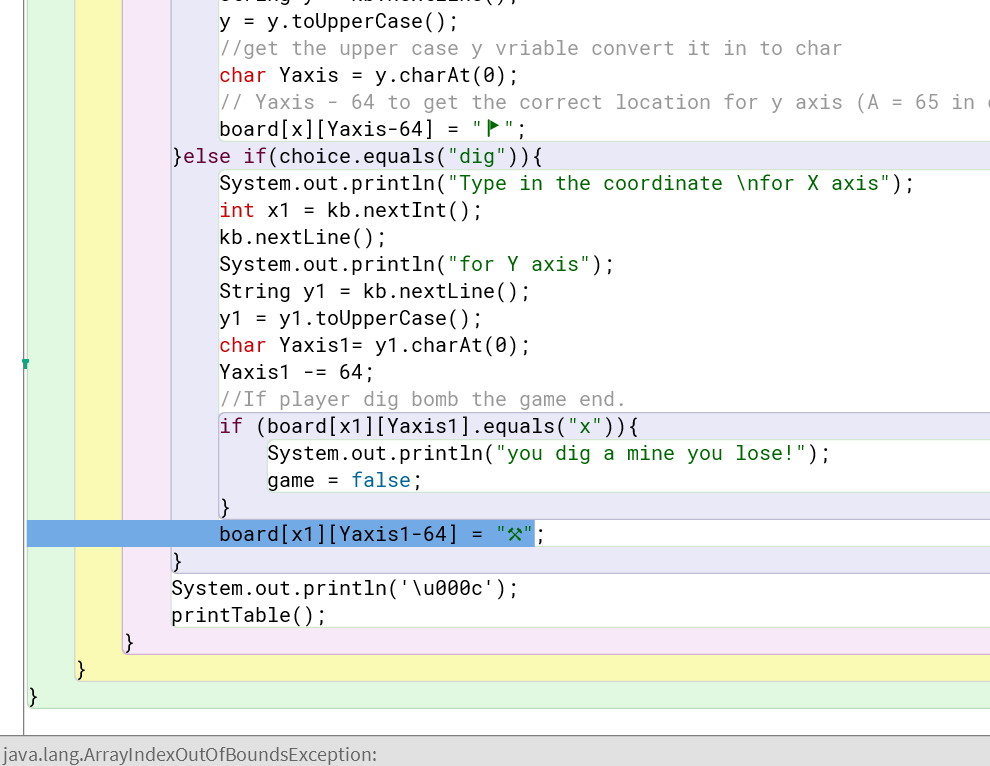 y = y.toUpperCase();
//get the upper case y vriable convert it in to char
char Yaxis = y.charAt(0);
// Yaxis - 64 to get the correct location for y axis (A = 65 in
board[x][Yaxis-64] = "⚑";
}else if(choice.equals("dig")){
System.out.println("Type in the coordinate \nfor X axis");
int x1 = kb.nextInt();
kb.nextLine();
System.out.println("for Y axis");
String y1 = kb.nextLine();
y1 = y1.toUpperCase();
char Yaxis1= y1.charAt(0);
Yaxis1 -= 64;
//If player dig bomb the game end.
if (board[x1][Yaxis1].equals("x")){
System.out.println("you dig a mine you lose!");
game = false;
}
board[x1][Yaxis1-64] = "⚒";
}
System.out.println('\u000c');
printTable();
}
}
}
java.lang.ArrayIndexOutOfBoundsException: